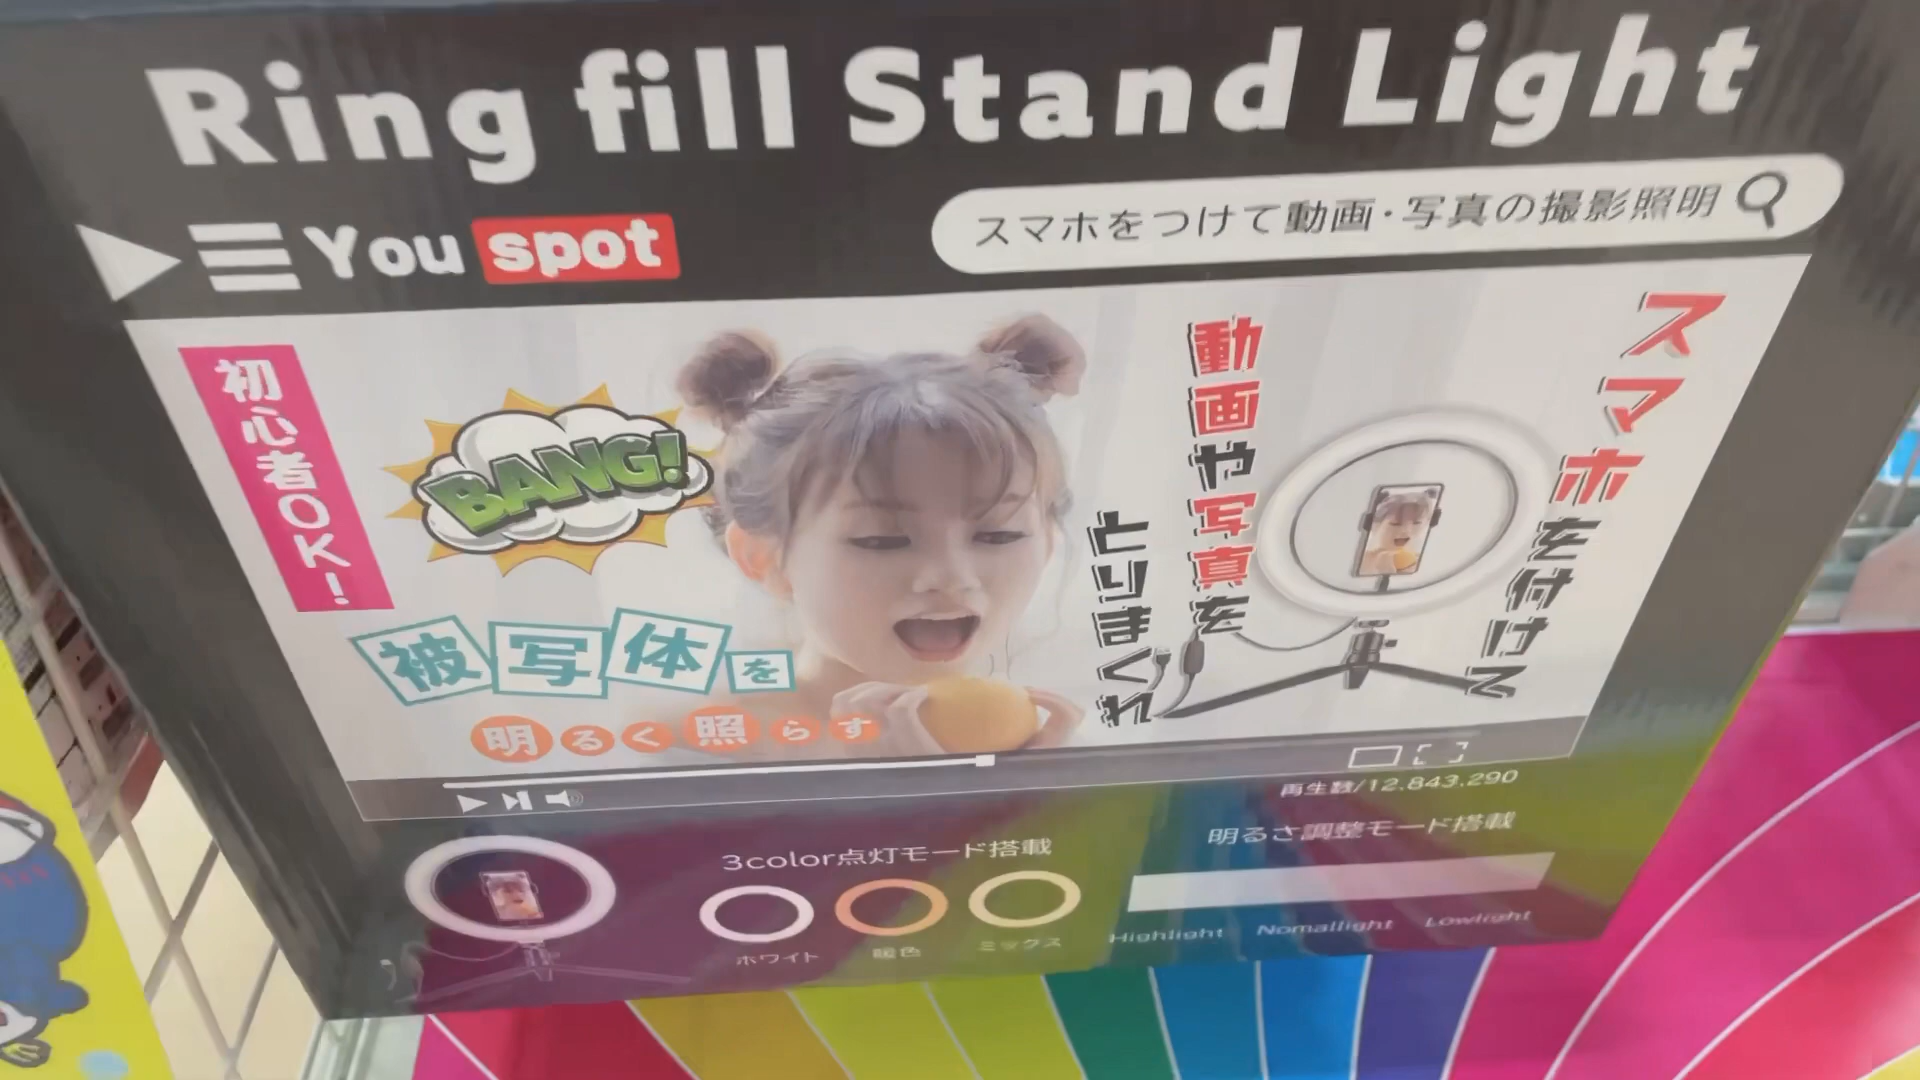 Ring fill Stand Light
You spot
スマホをつけて動画・写真の撮影照明
初心者OK!
BANG!
スマホを付けて
動画や写真を
とりまくれ
被写体を
明るく照らす
再生数/12.843.290
3color点灯モード搭載
ホワイト
暖色
ミックス
明るさ調整モード搭載
Highlight
Nomallight
Lowlight